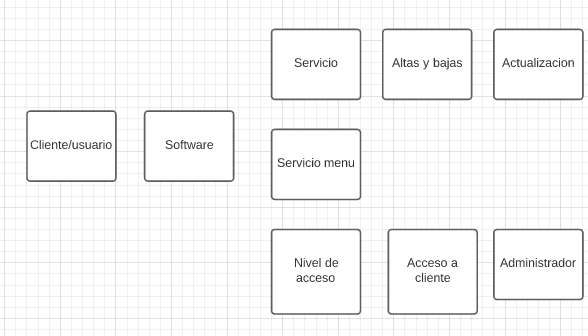 Servicio
Altas y bajas
Actualizacion
Cliente/usuario
Software
Servicio menu
Nivel de
acceso
Acceso a
cliente
Administrador